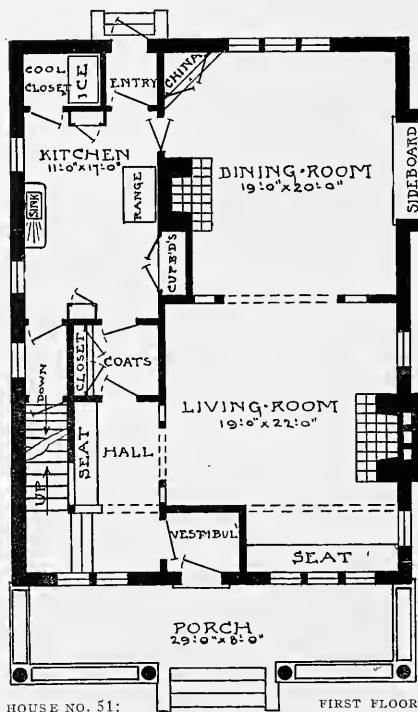 COOL
CLOSET
ICE
ENTRY
CHINA
KITCHEN
11'0"x17'0"
RANGE
SINK
DINING·ROOM
19'0"x20'0"
SIDEBOARD
CUPB'D'S
DOWN
CLOSET
COATS
LIVING·ROOM
19'0"x22'0"
SEAT
HALL
UP
VESTIBUL'
SEAT
PORCH
29'0"x8'0"
HOUSE NO. 51:
FIRST FLOOR